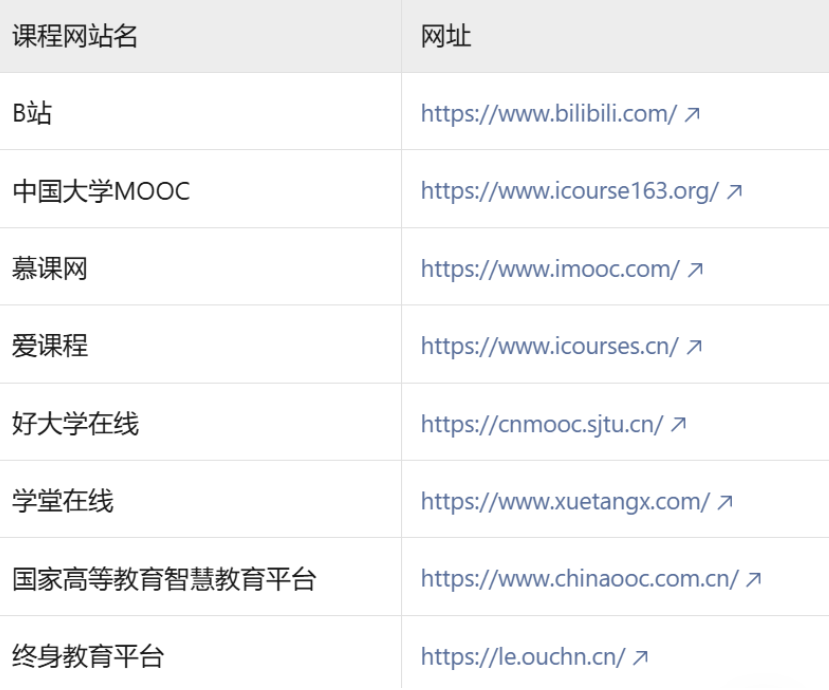 课程网站名 网址
B站 https://www.bilibili.com/
中国大学MOOC https://www.icourse163.org/
慕课网 https://www.imooc.com/
爱课程 https://www.icourses.cn/
好大学在线 https://cnmooc.sjtu.cn/
学堂在线 https://www.xuetangx.com/
国家高等教育智慧教育平台 https://www.chinaooc.com.cn/
终身教育平台 https://le.ouchn.cn/